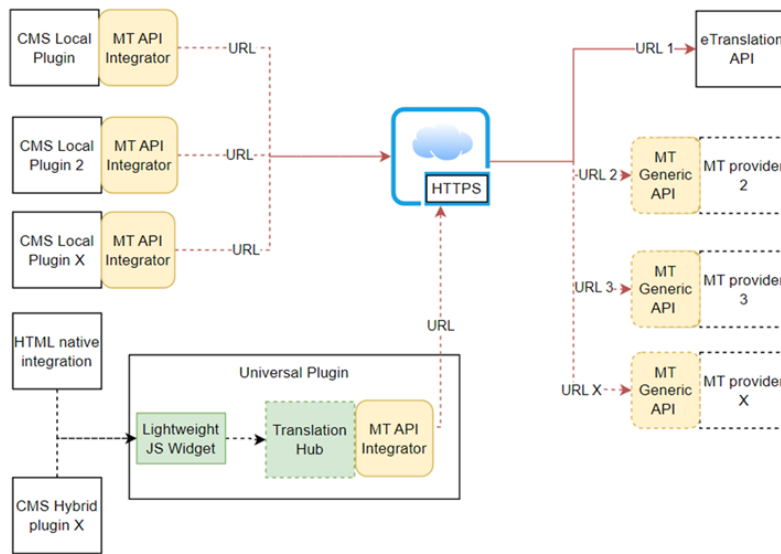 CMS Local
Plugin
MT API
Integrator
URL
URL 1
eTranslation
API
CMS Local
Plugin 2
MT API
Integrator
URL
HTTPS
URL 2
MT
Generic
API
MT provider
2
CMS Local
Plugin X
MT API
Integrator
URL
URL 3
MT
Generic
API
MT provider
3
HTML native
integration
URL
Universal Plugin
URL X
MT
Generic
API
MT provider
X
Lightweight
JS Widget
Translation
Hub
MT API
Integrator
CMS Hybrid
plugin X